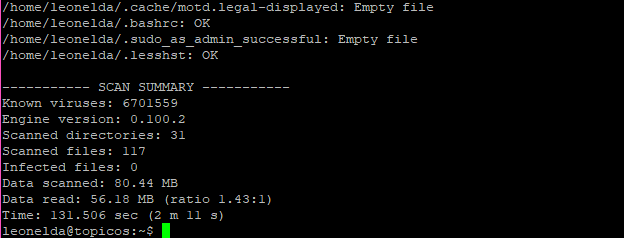 /home/leonelda/.cache/motd.legal-displayed: Empty file
/home/leonelda/.bashrc: OK
/home/leonelda/.sudo_as_admin_successful: Empty file
/home/leonelda/.lesshst: OK
----------- SCAN SUMMARY -----------
Known viruses: 6701559
Engine version: 0.100.2
Scanned directories: 31
Scanned files: 117
Infected files: 0
Data scanned: 80.44 MB
Data read: 56.18 MB (ratio 1.43:1)
Time: 131.506 sec (2 m 11 s)
leonelda@topicos:~$